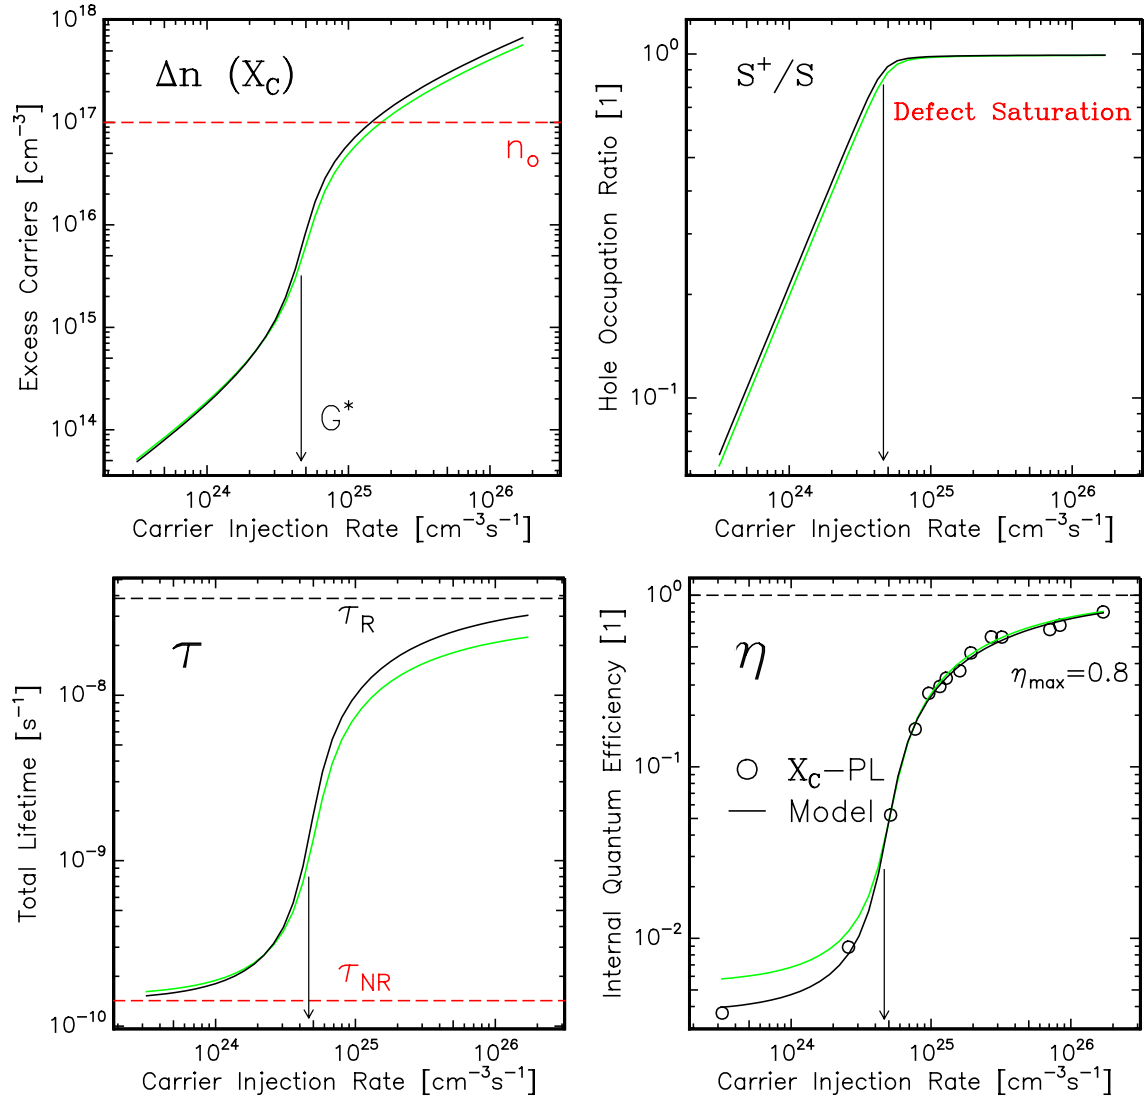 Δn (X_C)
n_o
G*
10^18
10^17
10^16
10^15
10^14
Excess Carriers [cm^-3]
10^24 10^25 10^26
Carrier Injection Rate [cm^-3s^-1]
S^+/S
Defect Saturation
10^0
10^-1
Hole Occupation Ratio [1]
10^24 10^25 10^26
Carrier Injection Rate [cm^-3s^-1]
τ
τ_R
τ_NR
10^-8
10^-9
10^-10
Total Lifetime [s^-1]
10^24 10^25 10^26
Carrier Injection Rate [cm^-3s^-1]
η
η_max=0.8
X_C-PL
Model
10^0
10^-1
10^-2
Internal Quantum Efficiency [1]
10^24 10^25 10^26
Carrier Injection Rate [cm^-3s^-1]